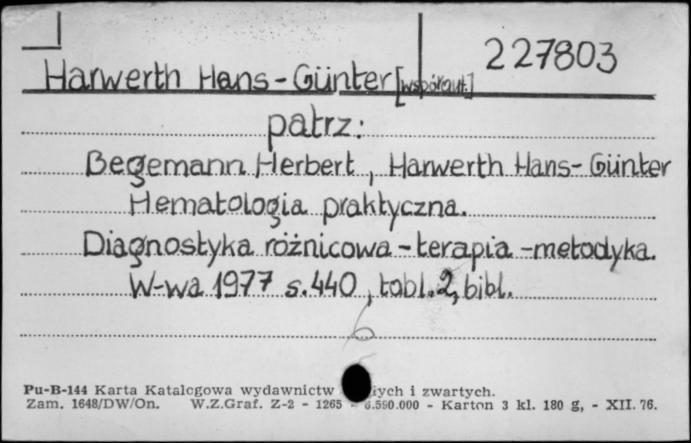 227803
Harwerth Hans-Günter [współaut.]
patrz:
Begemann Herbert, Harwerth Hans-Günter
Hematologia praktyczna.
Diagnostyka różnicowa - terapia - metodyka.
W-wa 1977 s.440, tabl.2, bibl.
Pu-B-144 Karta Katalogowa wydawnictw i zwartych.
Zam. 1648/DW/On. W.Z.Graf. Z-2 - 1265 - 6.590.000 - Karton 3 kl. 180 g, - XII. 76.